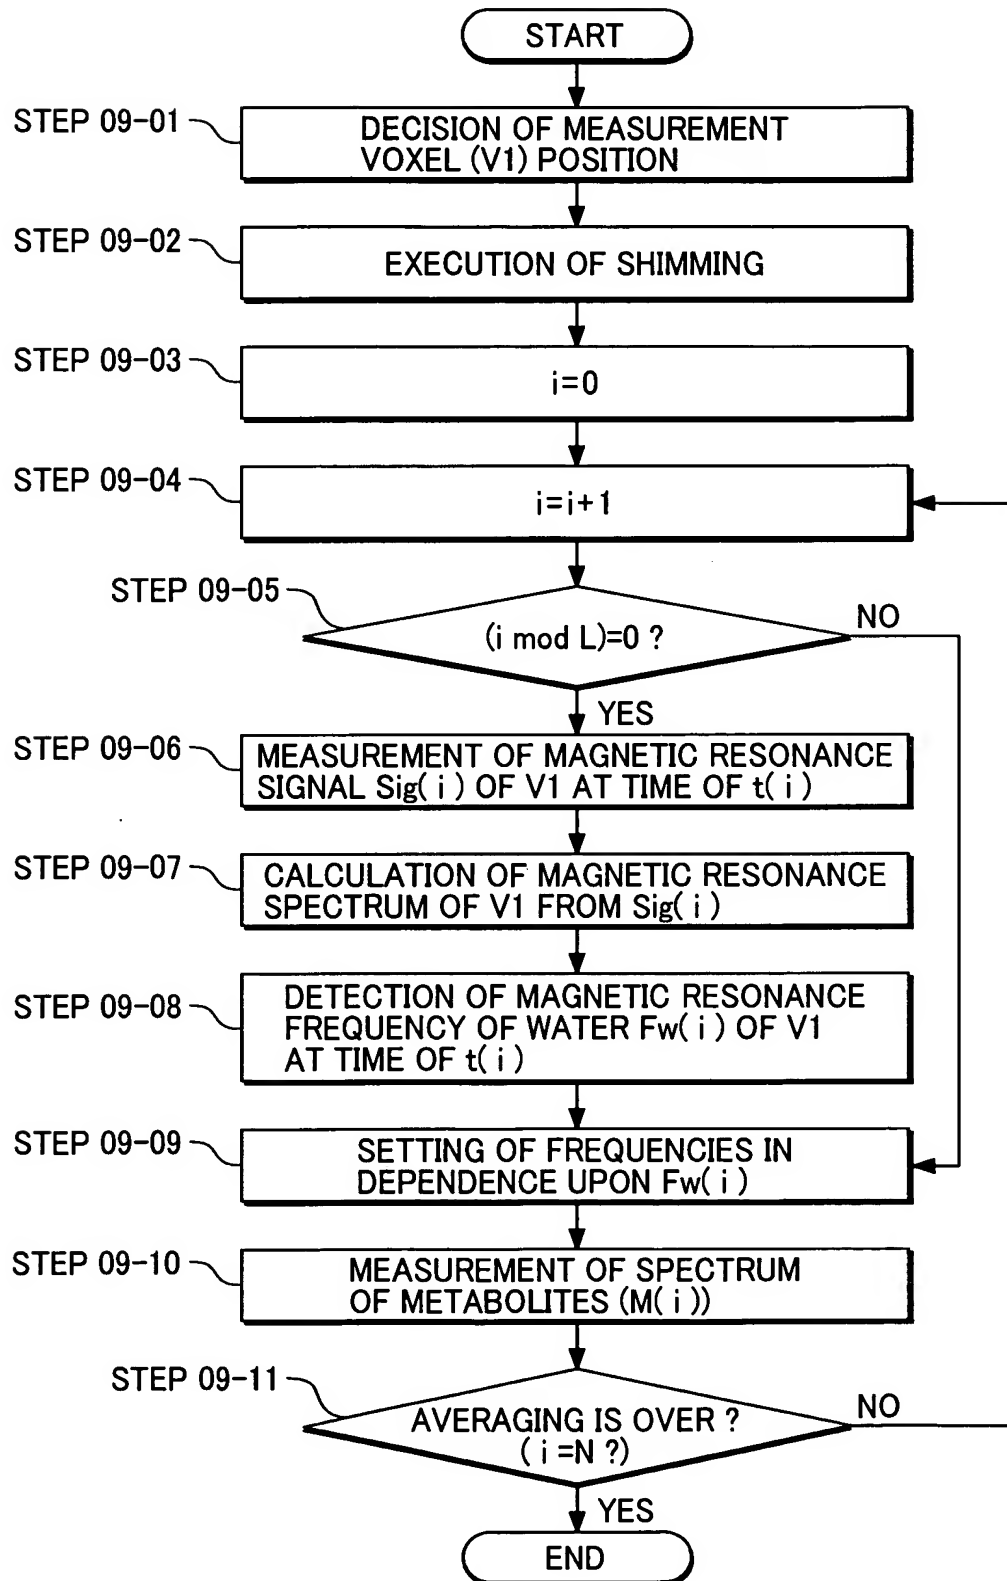 START
STEP 09-01
DECISION OF MEASUREMENT
VOXEL (V1) POSITION
STEP 09-02
EXECUTION OF SHIMMING
STEP 09-03
i=0
STEP 09-04
i=i+1
STEP 09-05
(i mod L)=0 ?
NO
YES
STEP 09-06
MEASUREMENT OF MAGNETIC RESONANCE
SIGNAL Sig( i ) OF V1 AT TIME OF t( i )
STEP 09-07
CALCULATION OF MAGNETIC RESONANCE
SPECTRUM OF V1 FROM Sig( i )
STEP 09-08
DETECTION OF MAGNETIC RESONANCE
FREQUENCY OF WATER Fw( i ) OF V1
AT TIME OF t( i )
STEP 09-09
SETTING OF FREQUENCIES IN
DEPENDENCE UPON Fw( i )
STEP 09-10
MEASUREMENT OF SPECTRUM
OF METABOLITES (M( i ))
STEP 09-11
AVERAGING IS OVER ?
( i =N ?)
NO
YES
END